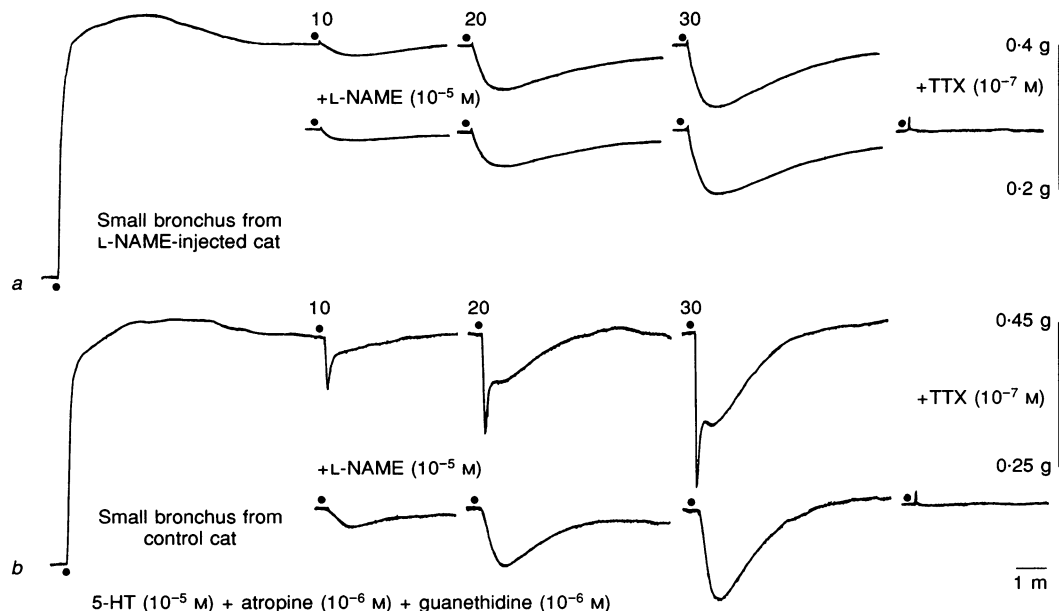 10 20 30
0·4 g
+L-NAME (10⁻⁵ M)
+TTX (10⁻⁷ M)
0·2 g
Small bronchus from
L-NAME-injected cat
a
10 20 30
0·45 g
+TTX (10⁻⁷ M)
+L-NAME (10⁻⁵ M)
0·25 g
Small bronchus from
control cat
b
1 m
5-HT (10⁻⁵ M) + atropine (10⁻⁶ M) + guanethidine (10⁻⁶ M)